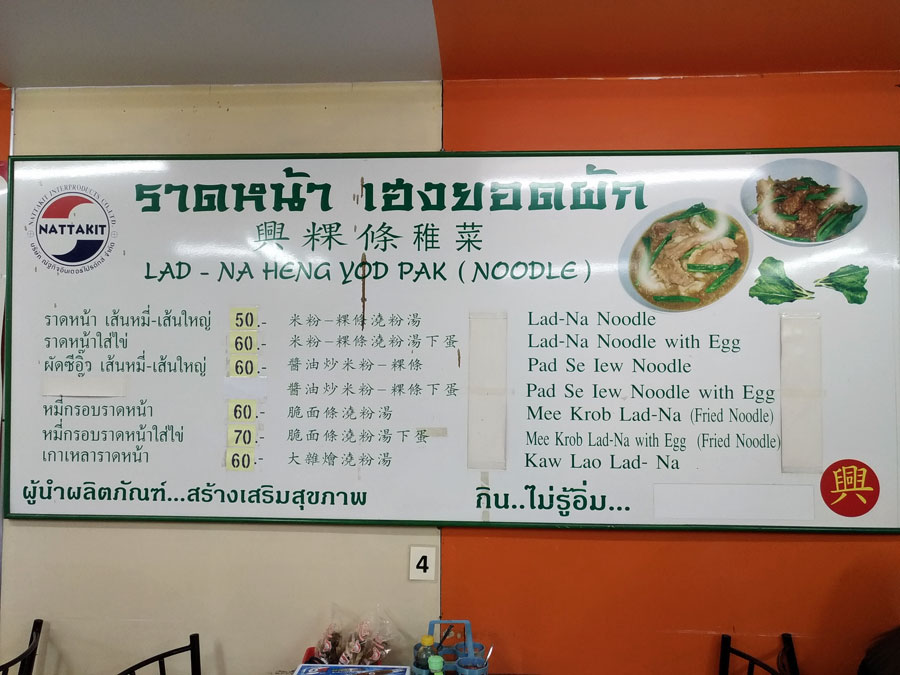 ราดหน้า เฮงยอดผัก
興粿條稚菜
LAD - NA HENG YOD PAK ( NOODLE )
NATTAKIT INTERPRODUCTS CO.,LTD.
NATTAKIT
ราดหน้า เส้นหมี่-เส้นใหญ่ 50.- 米粉-粿條澆粉湯 Lad-Na Noodle
ราดหน้าใส่ไข่ 60.- 米粉-粿條澆粉湯下蛋 Lad-Na Noodle with Egg
ผัดซีอิ๊ว เส้นหมี่-เส้นใหญ่ 60.- 醬油炒米粉-粿條 Pad Se Iew Noodle
醬油炒米粉-粿條下蛋 Pad Se Iew Noodle with Egg
หมี่กรอบราดหน้า 60.- 脆面條澆粉湯 Mee Krob Lad-Na (Fried Noodle)
หมี่กรอบราดหน้าใส่ไข่ 70.- 脆面條澆粉湯下蛋 Mee Krob Lad-Na with Egg (Fried Noodle)
เกาเหลาราดหน้า 60.- 大雜燴澆粉湯 Kaw Lao Lad- Na
ผู้นำผลิตภัณฑ์...สร้างเสริมสุขภาพ กิน..ไม่รู้อิ่ม...
興
4